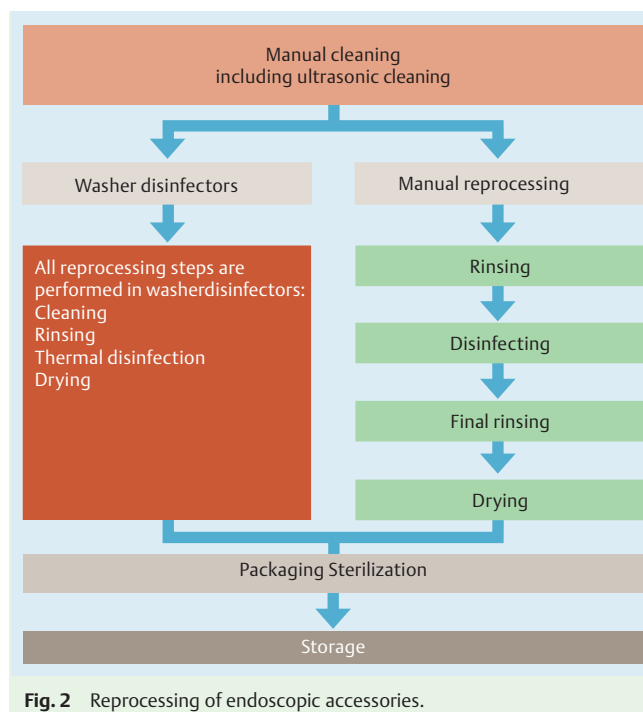 Manual cleaning
including ultrasonic cleaning
Washer disinfectors
Manual reprocessing
All reprocessing steps are
performed in washerdisinfectors:
Cleaning
Rinsing
Thermal disinfection
Drying
Rinsing
Disinfecting
Final rinsing
Drying
Packaging Sterilization
Storage
Fig. 2 Reprocessing of endoscopic accessories.